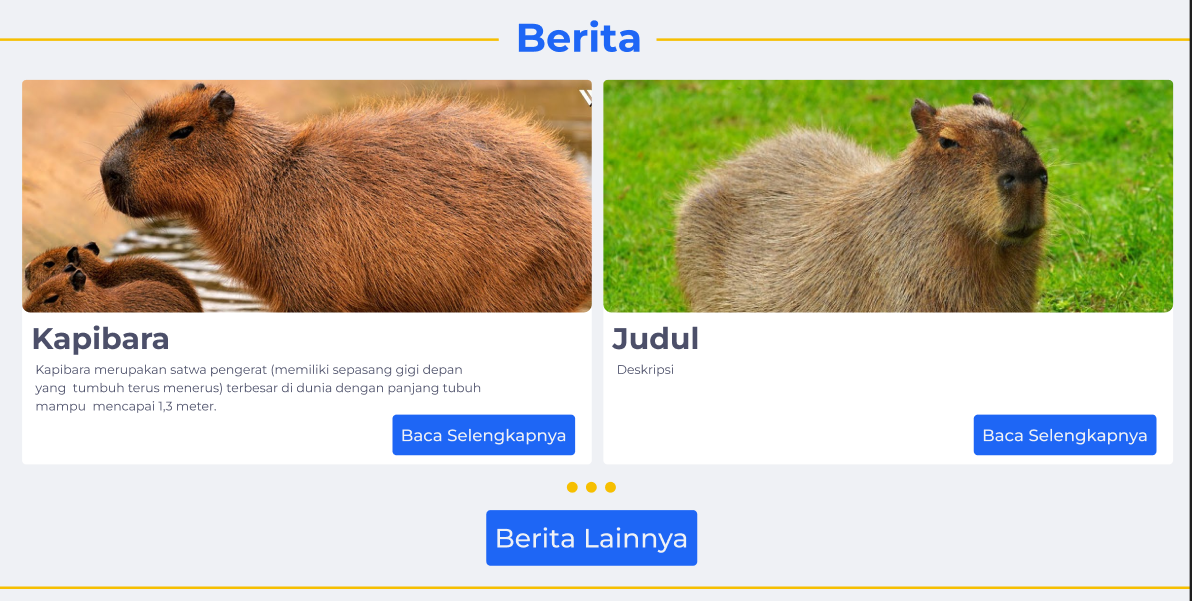 Berita
Kapibara
Kapibara merupakan satwa pengerat (memiliki sepasang gigi depan
yang  tumbuh terus menerus) terbesar di dunia dengan panjang tubuh
mampu  mencapai 1,3 meter.
Baca Selengkapnya
Judul
Deskripsi
Baca Selengkapnya
Berita Lainnya